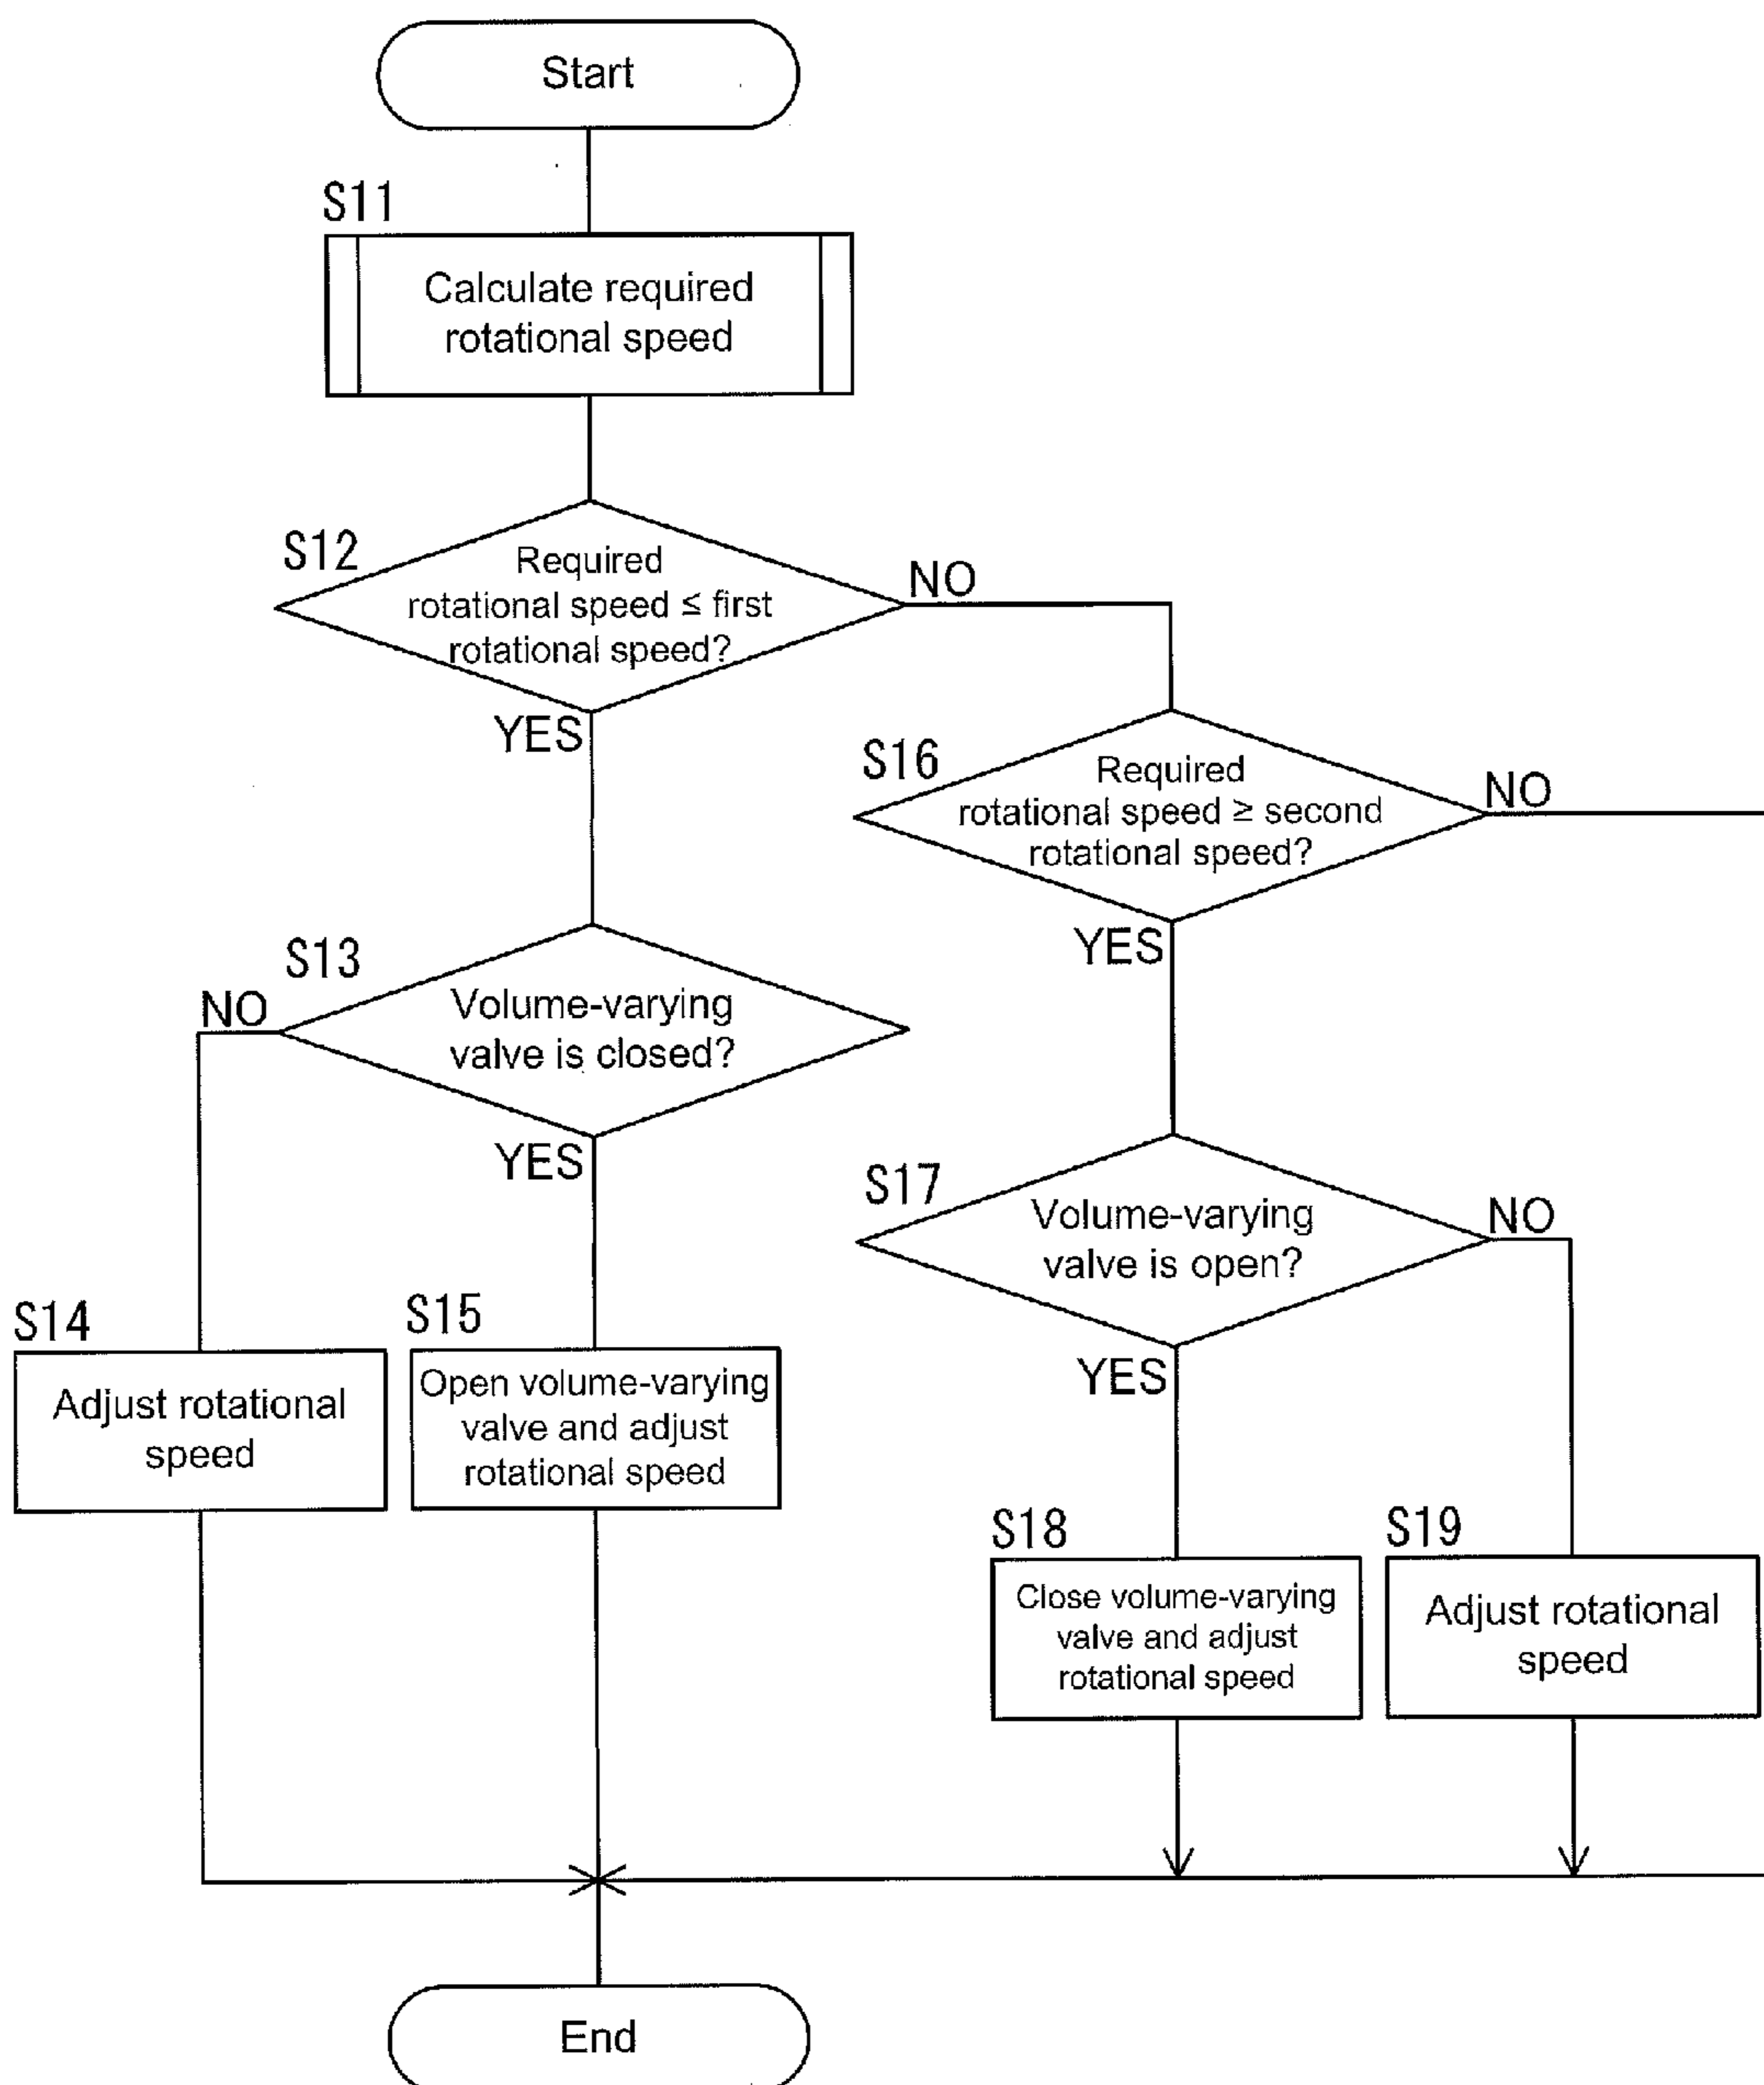 Start
S11
Calculate required
rotational speed
S12
Required
rotational speed ≤ first
rotational speed?
NO
YES
S16
Required
rotational speed ≥ second
rotational speed?
NO
YES
S13
Volume-varying
valve is closed?
NO
YES
S17
Volume-varying
valve is open?
NO
YES
S14
Adjust rotational
speed
S15
Open volume-varying
valve and adjust
rotational speed
S18
Close volume-varying
valve and adjust
rotational speed
S19
Adjust rotational
speed
End